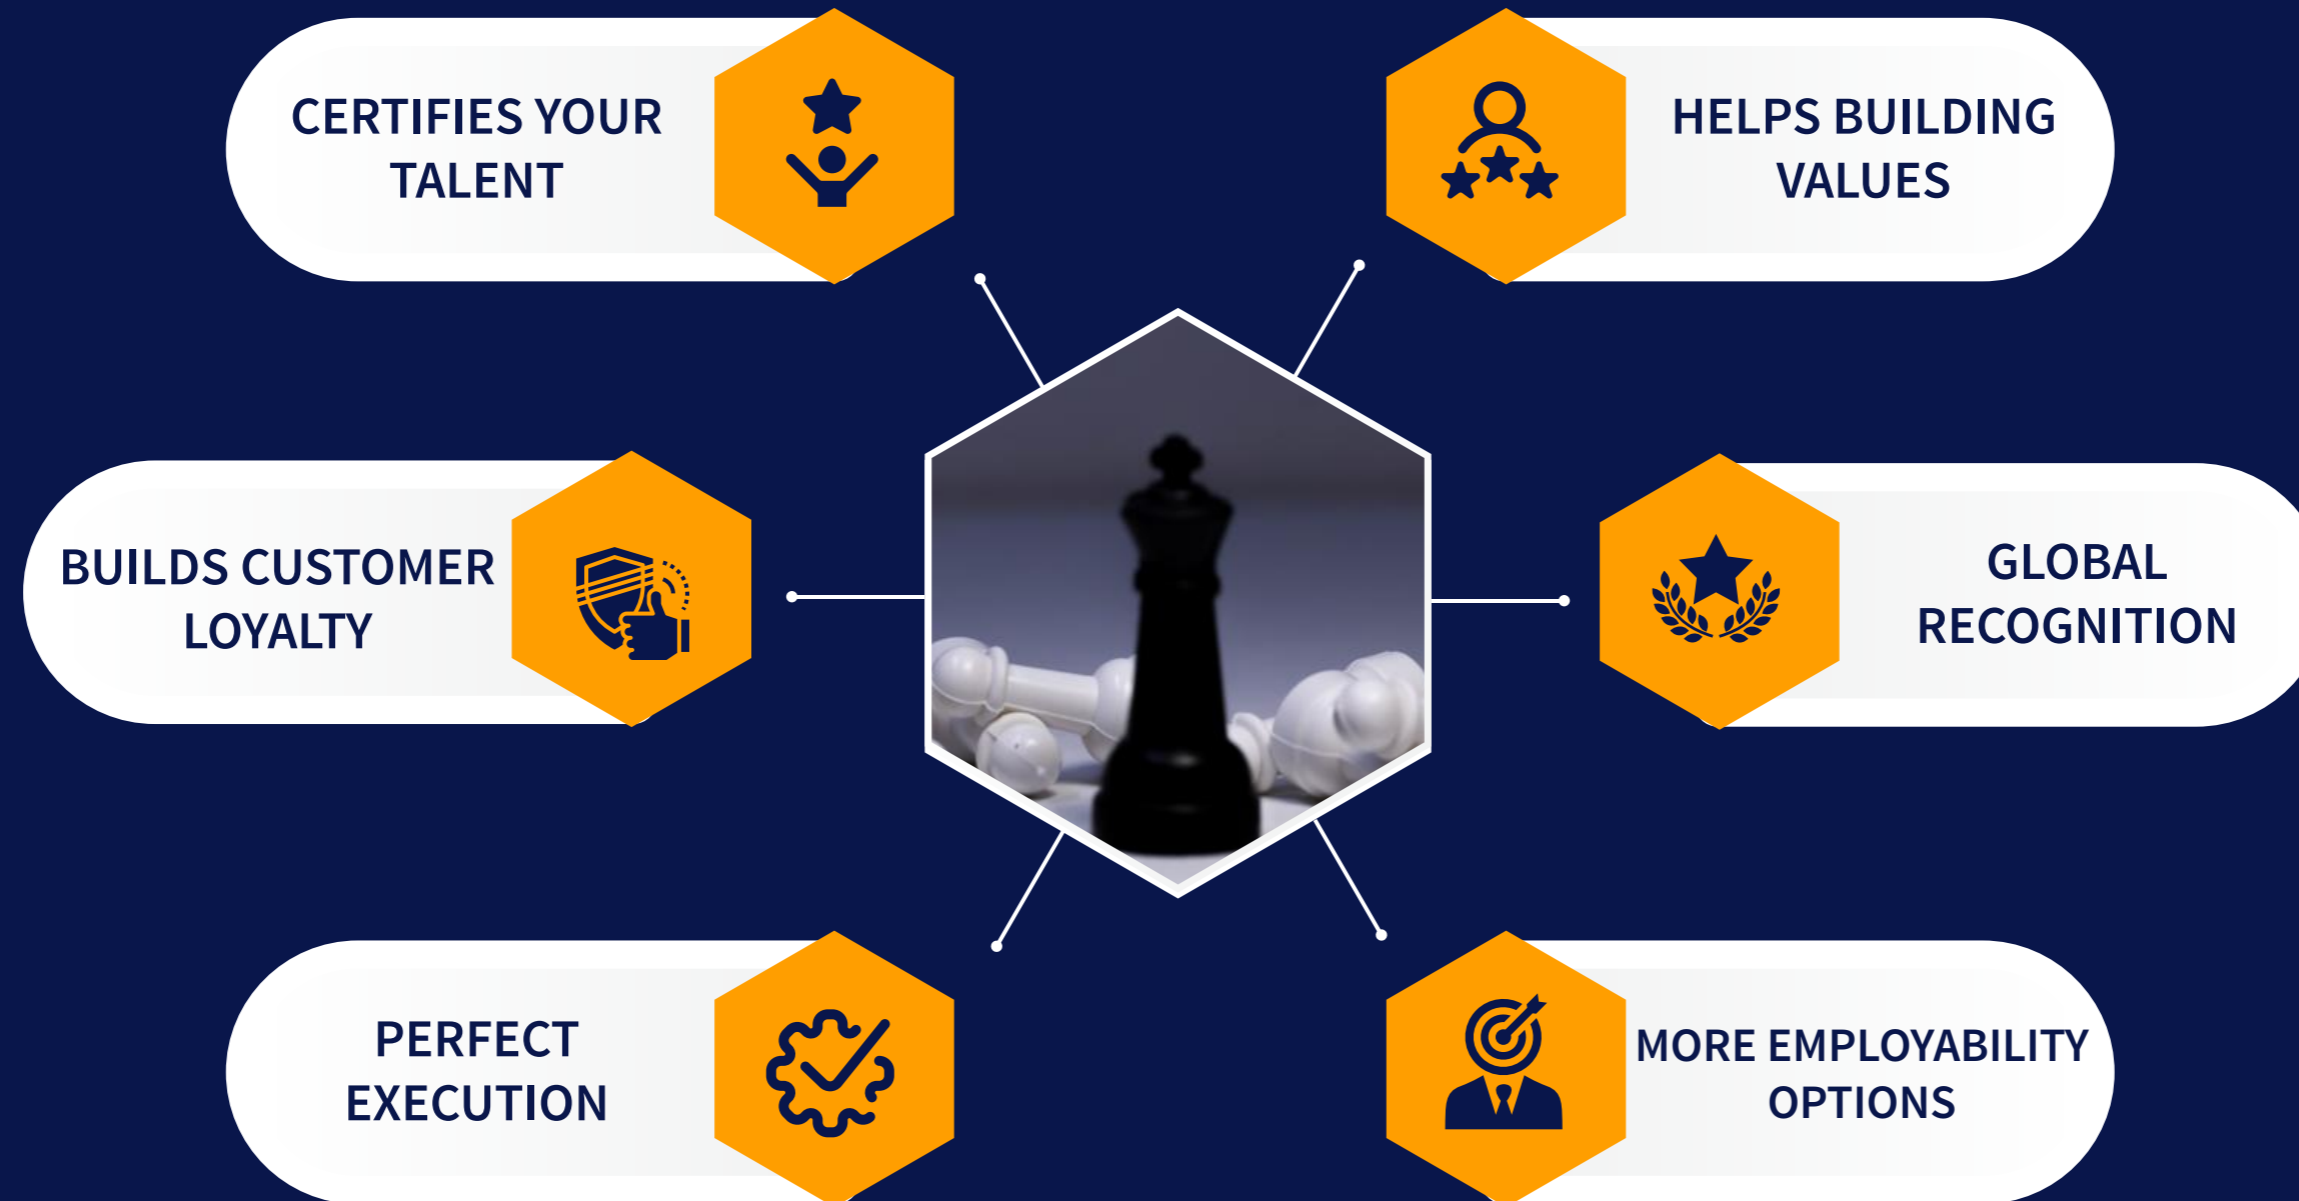 CERTIFIES YOUR
TALENT
HELPS BUILDING
VALUES
BUILDS CUSTOMER
LOYALTY
GLOBAL
RECOGNITION
PERFECT
EXECUTION
MORE EMPLOYABILITY
OPTIONS